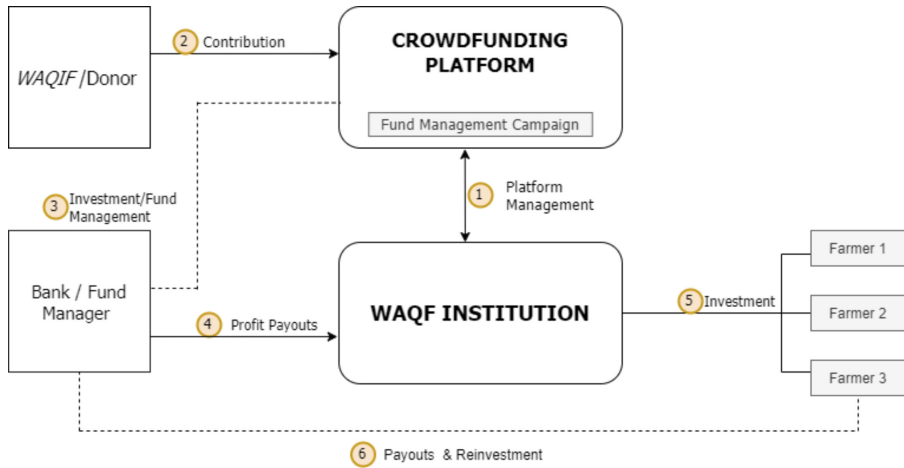 2 Contribution
WAQIF /Donor
CROWDFUNDING
PLATFORM
Fund Management Campaign
1 Platform
Management
3 Investment/Fund
Management
Bank / Fund
Manager
4 Profit Payouts
WAQF INSTITUTION
5 Investment
Farmer 1
Farmer 2
Farmer 3
6 Payouts & Reinvestment